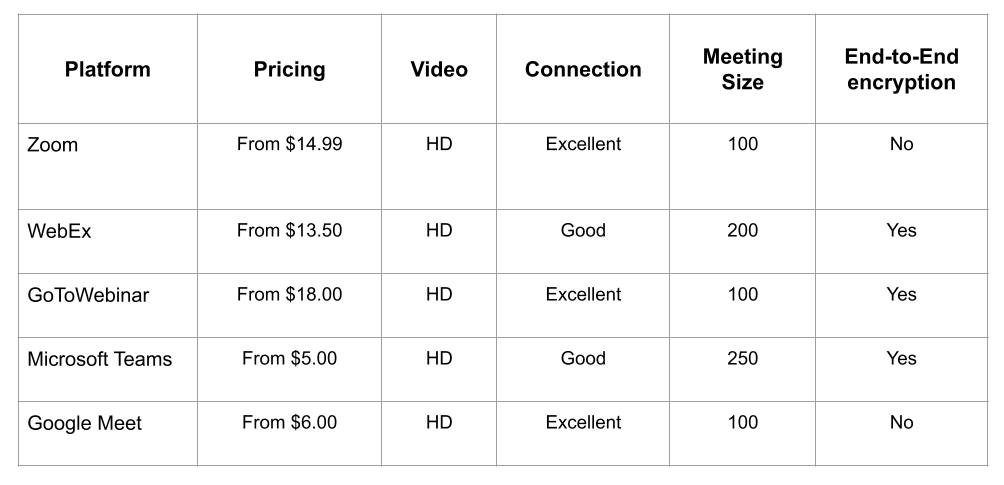 Platform Pricing Video Connection Meeting Size End-to-End encryption
Zoom From $14.99 HD Excellent 100 No
WebEx From $13.50 HD Good 200 Yes
GoToWebinar From $18.00 HD Excellent 100 Yes
Microsoft Teams From $5.00 HD Good 250 Yes
Google Meet From $6.00 HD Excellent 100 No